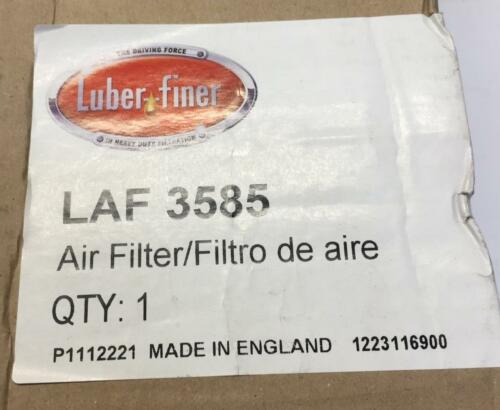 THE DRIVING FORCE
Luber-finer
IN HEAVY DUTY FILTRATION
LAF 3585
Air Filter/Filtro de aire
QTY: 1
P1112221 MADE IN ENGLAND 1223116900